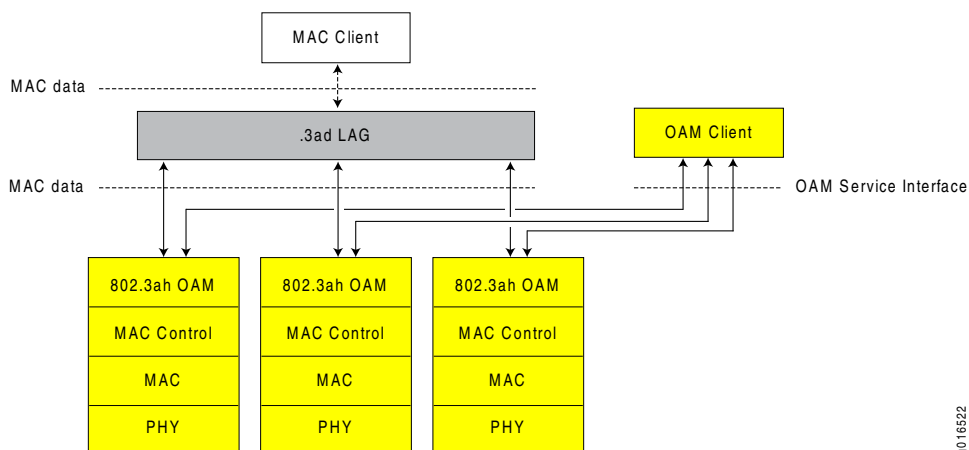 MAC Client
MAC data
.3ad LAG
OAM Client
MAC data
OAM Service Interface
802.3ah OAM 802.3ah OAM 802.3ah OAM
MAC Control MAC Control MAC Control
MAC MAC MAC
PHY PHY PHY